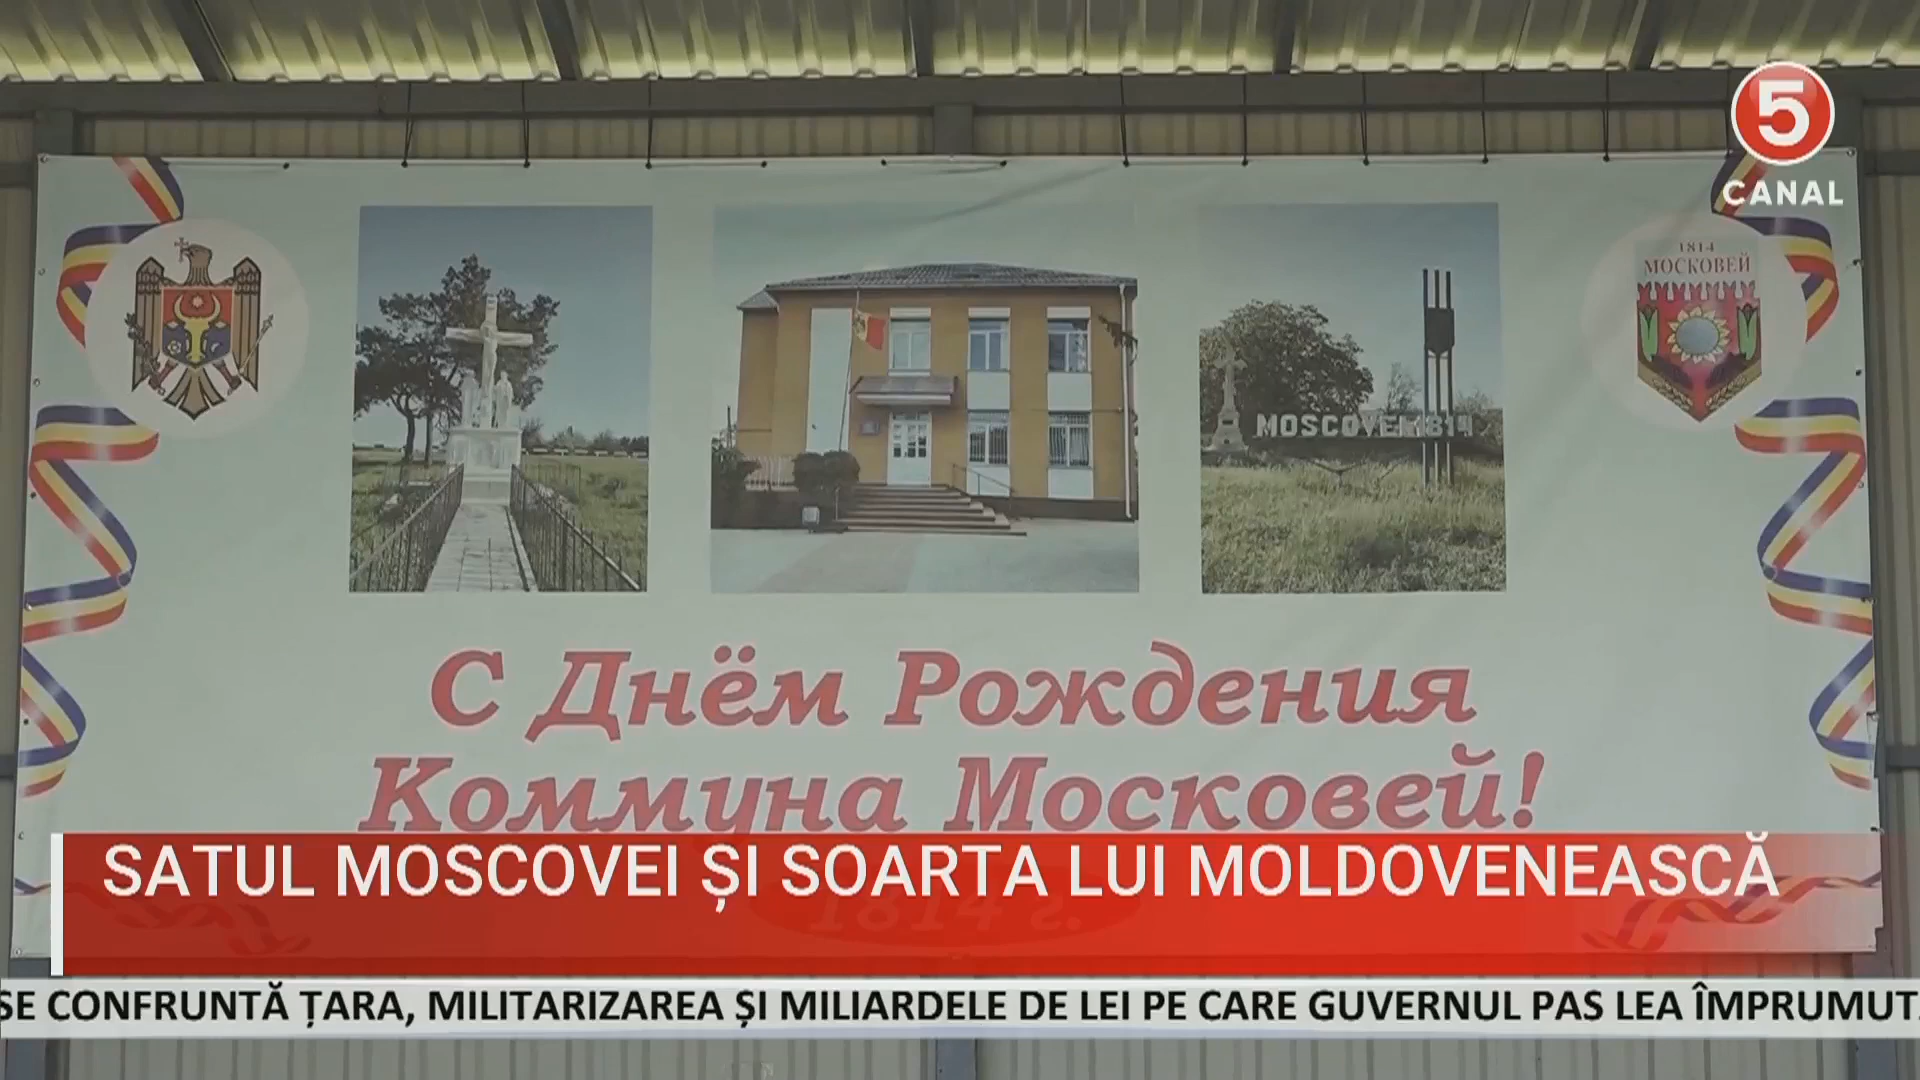 5
CANAL
1814
МОСКОВЕЙ
MOSCOVEI 1814
С Днём Рождения
Коммуна Московей!
SATUL MOSCOVEI ȘI SOARTA LUI MOLDOVENEASCĂ
1814 г.
SE CONFRUNTĂ ȚARA, MILITARIZAREA ȘI MILIARDELE DE LEI PE CARE GUVERNUL PAS LEA ÎMPRUMUT